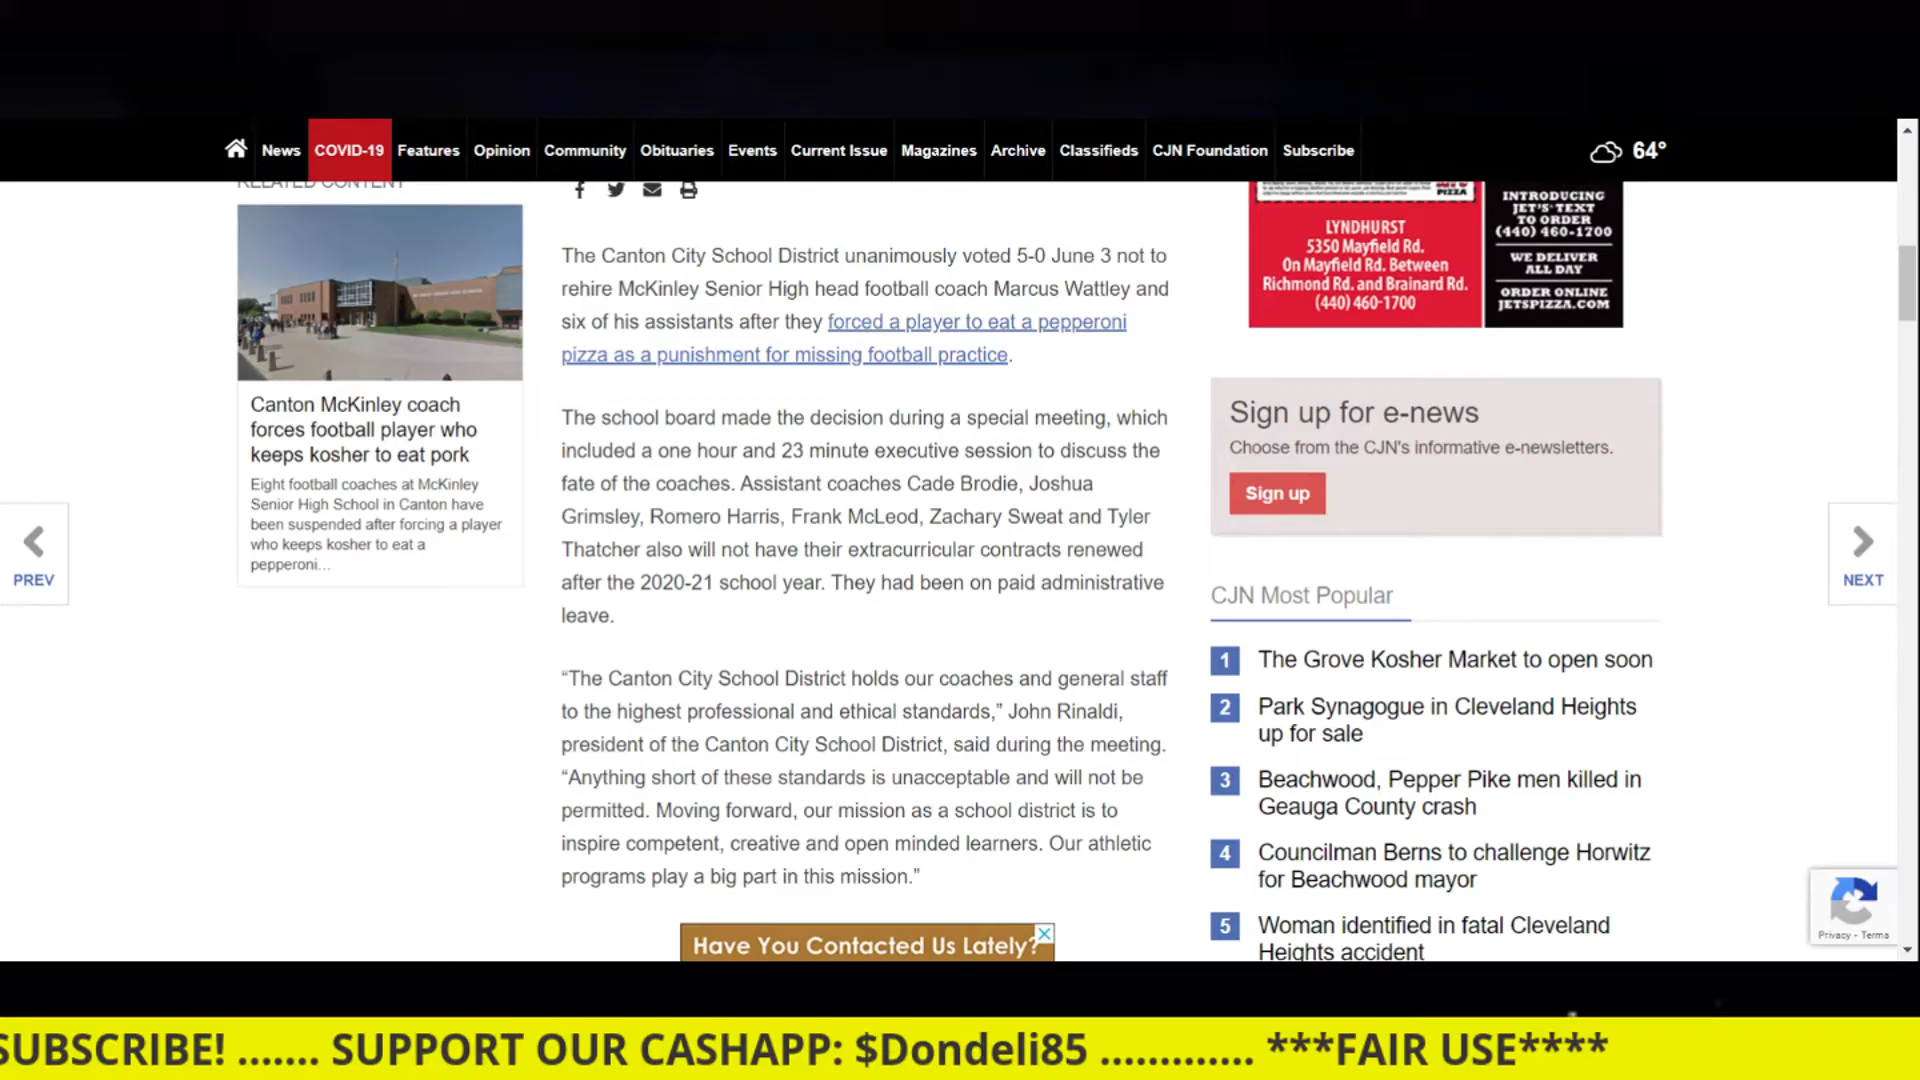 News COVID-19 Features Opinion Community Obituaries Events Current Issue Magazines Archive Classifieds CJN Foundation Subscribe 64°
RELATED CONTENT
Canton McKinley coach
forces football player who
keeps kosher to eat pork
Eight football coaches at McKinley
Senior High School in Canton have
been suspended after forcing a player
who keeps kosher to eat a
pepperoni...
PREV
The Canton City School District unanimously voted 5-0 June 3 not to
rehire McKinley Senior High head football coach Marcus Wattley and
six of his assistants after they forced a player to eat a pepperoni
pizza as a punishment for missing football practice.
The school board made the decision during a special meeting, which
included a one hour and 23 minute executive session to discuss the
fate of the coaches. Assistant coaches Cade Brodie, Joshua
Grimsley, Romero Harris, Frank McLeod, Zachary Sweat and Tyler
Thatcher also will not have their extracurricular contracts renewed
after the 2020-21 school year. They had been on paid administrative
leave.
“The Canton City School District holds our coaches and general staff
to the highest professional and ethical standards,” John Rinaldi,
president of the Canton City School District, said during the meeting.
“Anything short of these standards is unacceptable and will not be
permitted. Moving forward, our mission as a school district is to
inspire competent, creative and open minded learners. Our athletic
programs play a big part in this mission.”
Have You Contacted Us Lately?
PIZZA
LYNDHURST
5350 Mayfield Rd.
On Mayfield Rd. Between
Richmond Rd. and Brainard Rd.
(440) 460-1700
INTRODUCING
JET'S® TEXT
TO ORDER
(440) 460-1700
WE DELIVER
ALL DAY
ORDER ONLINE
JETSPIZZA.COM
Sign up for e-news
Choose from the CJN's informative e-newsletters.
Sign up
NEXT
CJN Most Popular
1 The Grove Kosher Market to open soon
2 Park Synagogue in Cleveland Heights
up for sale
3 Beachwood, Pepper Pike men killed in
Geauga County crash
4 Councilman Berns to challenge Horwitz
for Beachwood mayor
5 Woman identified in fatal Cleveland
Heights accident
Privacy - Terms
SUBSCRIBE! ....... SUPPORT OUR CASHAPP: $Dondeli85 ............. ***FAIR USE****